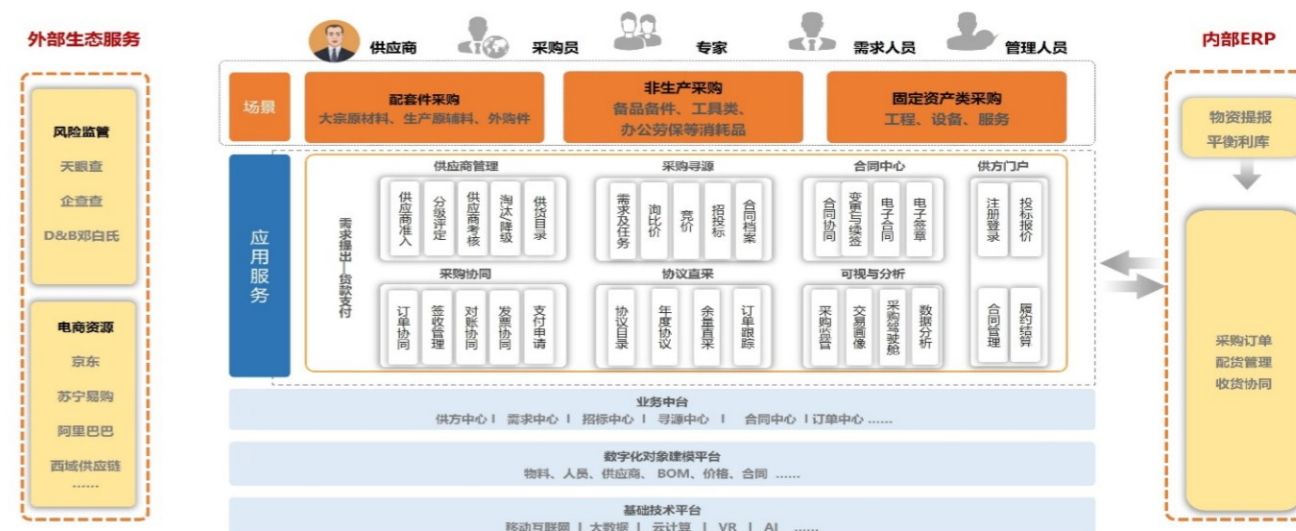 外部生态服务
风险监管
天眼查
企查查
D&B邓白氏
电商资源
京东
苏宁易购
阿里巴巴
西域供应链
……
供应商
采购员
专家
需求人员
管理人员
场景
配套件采购
大宗原材料、生产原辅料、外购件
非生产采购
备品备件、工具类、
办公劳保等消耗品
固定资产类采购
工程、设备、服务
应用服务
需求提出—货款支付
供应商管理
供应商准入
分级评定
供应商考核
淘汰/降级
供货目录
采购寻源
需求及任务
询比价
竞价
招投标
合同档案
合同中心
合同协同
变更与续签
电子合同
电子签章
供方门户
注册登录
投标报价
合同管理
履约结算
采购协同
订单协同
签收管理
对账协同
发票协同
支付申请
协议直采
协议目录
年度协议
余量直采
订单跟踪
可视与分析
采购监管
交易画像
采购驾驶舱
数据分析
业务中台
供方中心 | 需求中心 | 招标中心 | 寻源中心 | 合同中心 | 订单中心 ……
数字化对象建模平台
物料、人员、供应商、BOM、价格、合同 ……
基础技术平台
移动互联网 | 大数据 | 云计算 | VR | AI ……
内部ERP
物资提报
平衡利库
采购订单
配货管理
收货协同